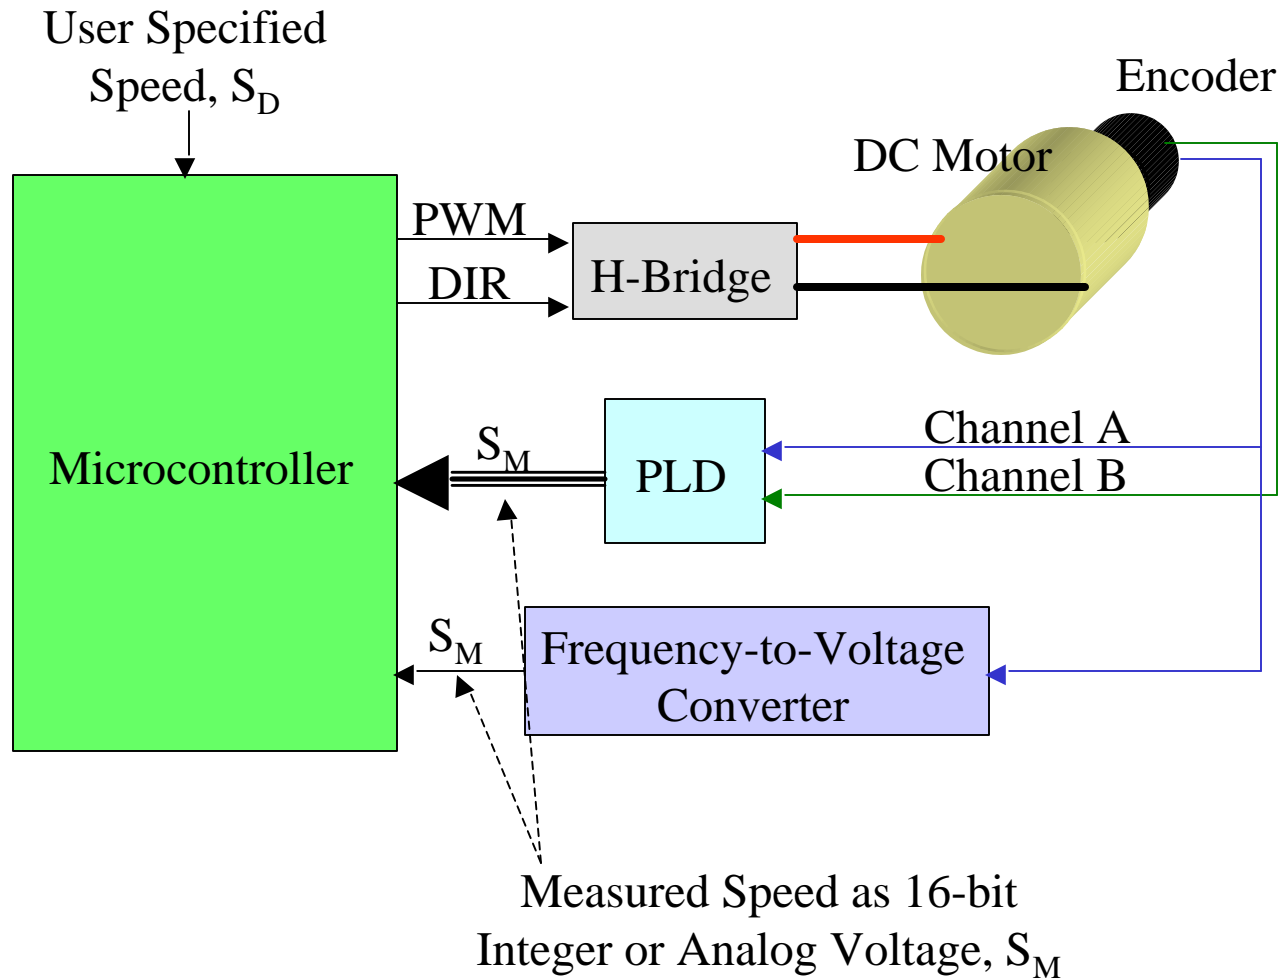 User Specified
Speed, S_D
Encoder
DC Motor
PWM
DIR
H-Bridge
Microcontroller
S_M
PLD
Channel A
Channel B
S_M
Frequency-to-Voltage
Converter
Measured Speed as 16-bit
Integer or Analog Voltage, S_M